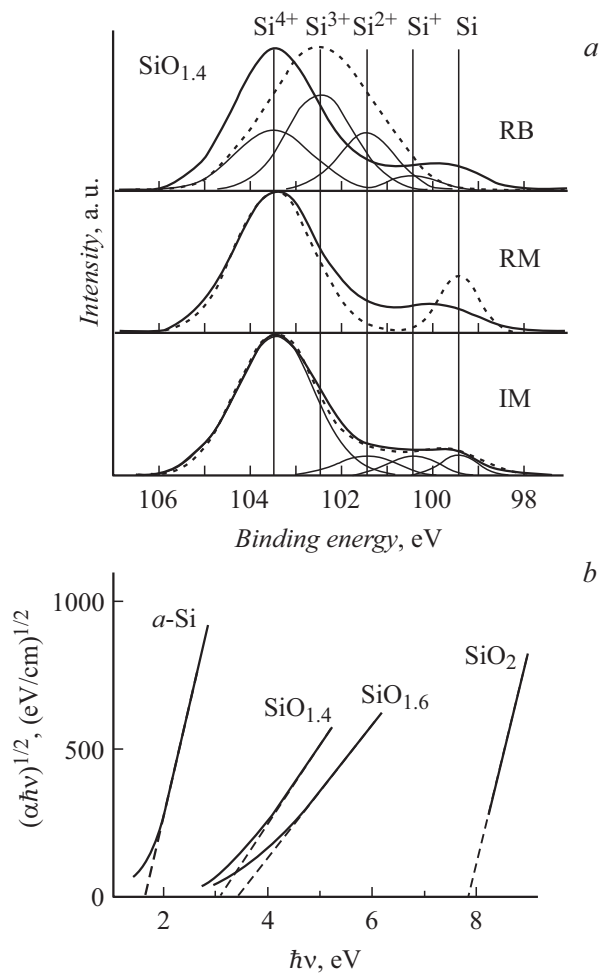 Si⁴⁺ Si³⁺ Si²⁺ Si⁺ Si
a
SiO₁.₄
RB
RM
IM
Intensity, a. u.
106 104 102 100 98
Binding energy, eV
b
1000
500
0
(αħν)¹/², (eV/cm)¹/²
a-Si
SiO₁.₄
SiO₁.₆
SiO₂
2 4 6 8
ħν, eV